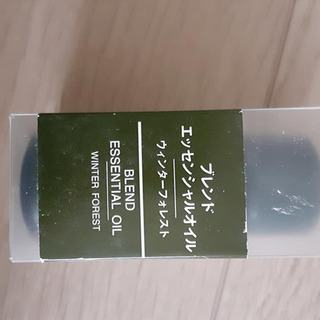 ブレンド
エッセンシャルオイル
ウィンターフォレスト
BLEND
ESSENTIAL OIL
WINTER FOREST